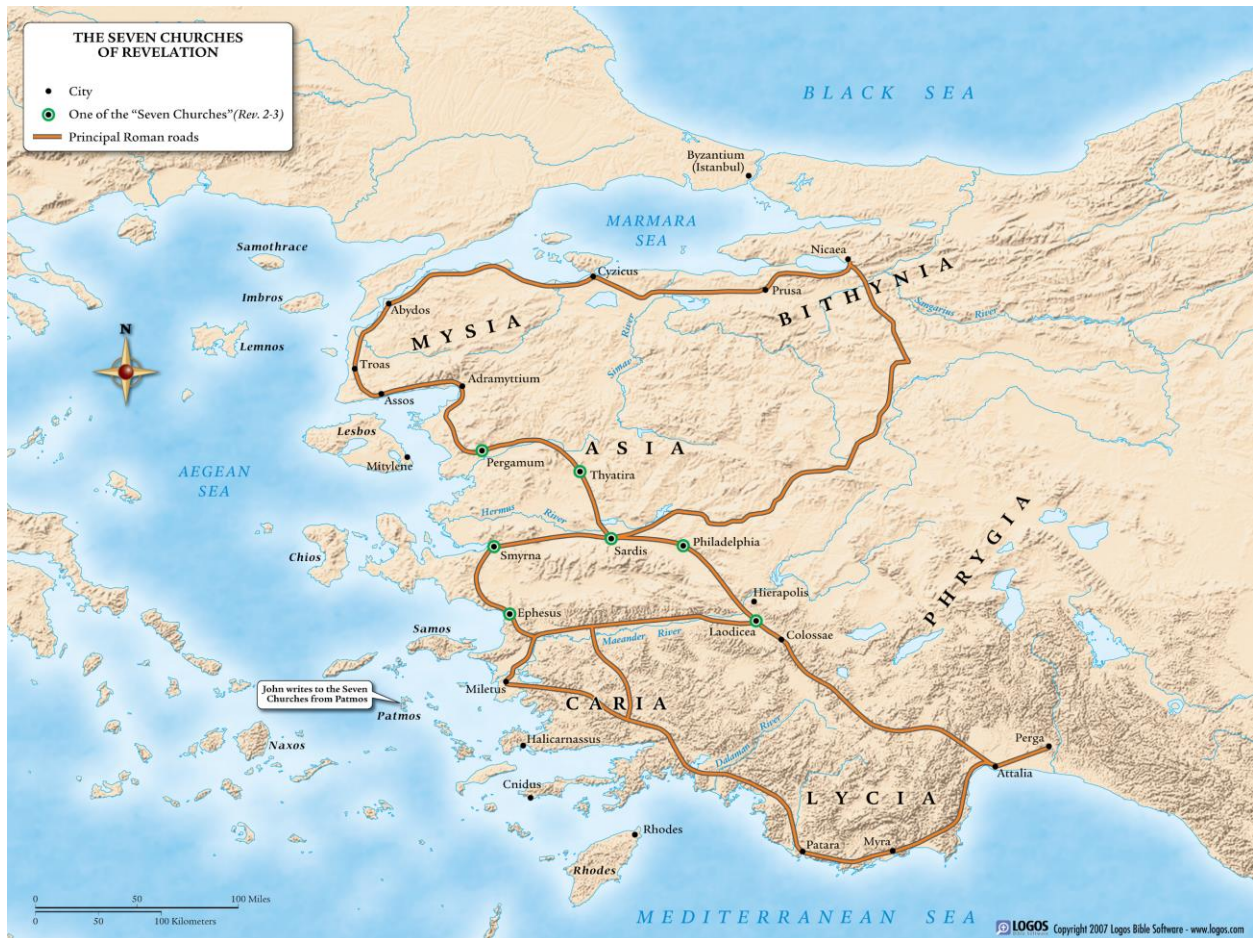 THE SEVEN CHURCHES
OF REVELATION
City
One of the “Seven Churches” (Rev. 2-3)
Principal Roman roads
BLACK SEA
Byzantium
(Istanbul)
MARMARA
SEA
Samothrace
Nicaea
Cyzicus
Imbros
Prusa
BITHYNIA
Abydos
Sangarius River
N
MYSIA
Simav River
Lemnos
Troas
Adramyttium
Assos
Lesbos
ASIA
Mitylene
Pergamum
AEGEAN
SEA
Thyatira
Hermus River
PHRYGIA
Chios
Smyrna
Sardis
Philadelphia
Hierapolis
Ephesus
Samos
Maeander River
Laodicea
Colossae
John writes to the Seven
Churches from Patmos
Miletus
CARIA
Patmos
Naxos
Halicarnassus
Dalaman River
Perga
Attalia
Cnidus
LYCIA
Rhodes
Patara
Myra
Rhodes
0 100 Miles
0 50 100 Kilometers
MEDITERRANEAN SEA
LOGOS
Bible Software
Copyright 2007 Logos Bible Software - www.logos.com